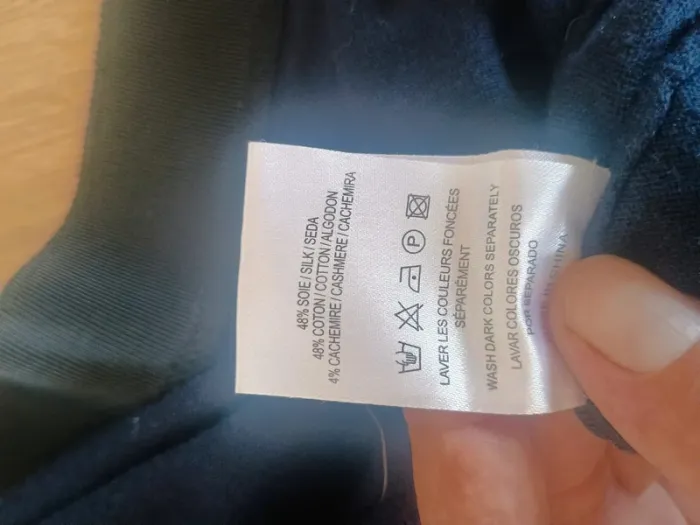 48% SOIE / SILK / SEDA
48% COTON / COTTON / ALGODON
4% CACHEMIRE / CASHMERE / CACHEMIRA
P
LAVER LES COULEURS FONCÉES
SÉPARÉMENT
WASH DARK COLORS SEPARATELY
LAVAR COLORES OSCUROS
POR SEPARADO
CHINA